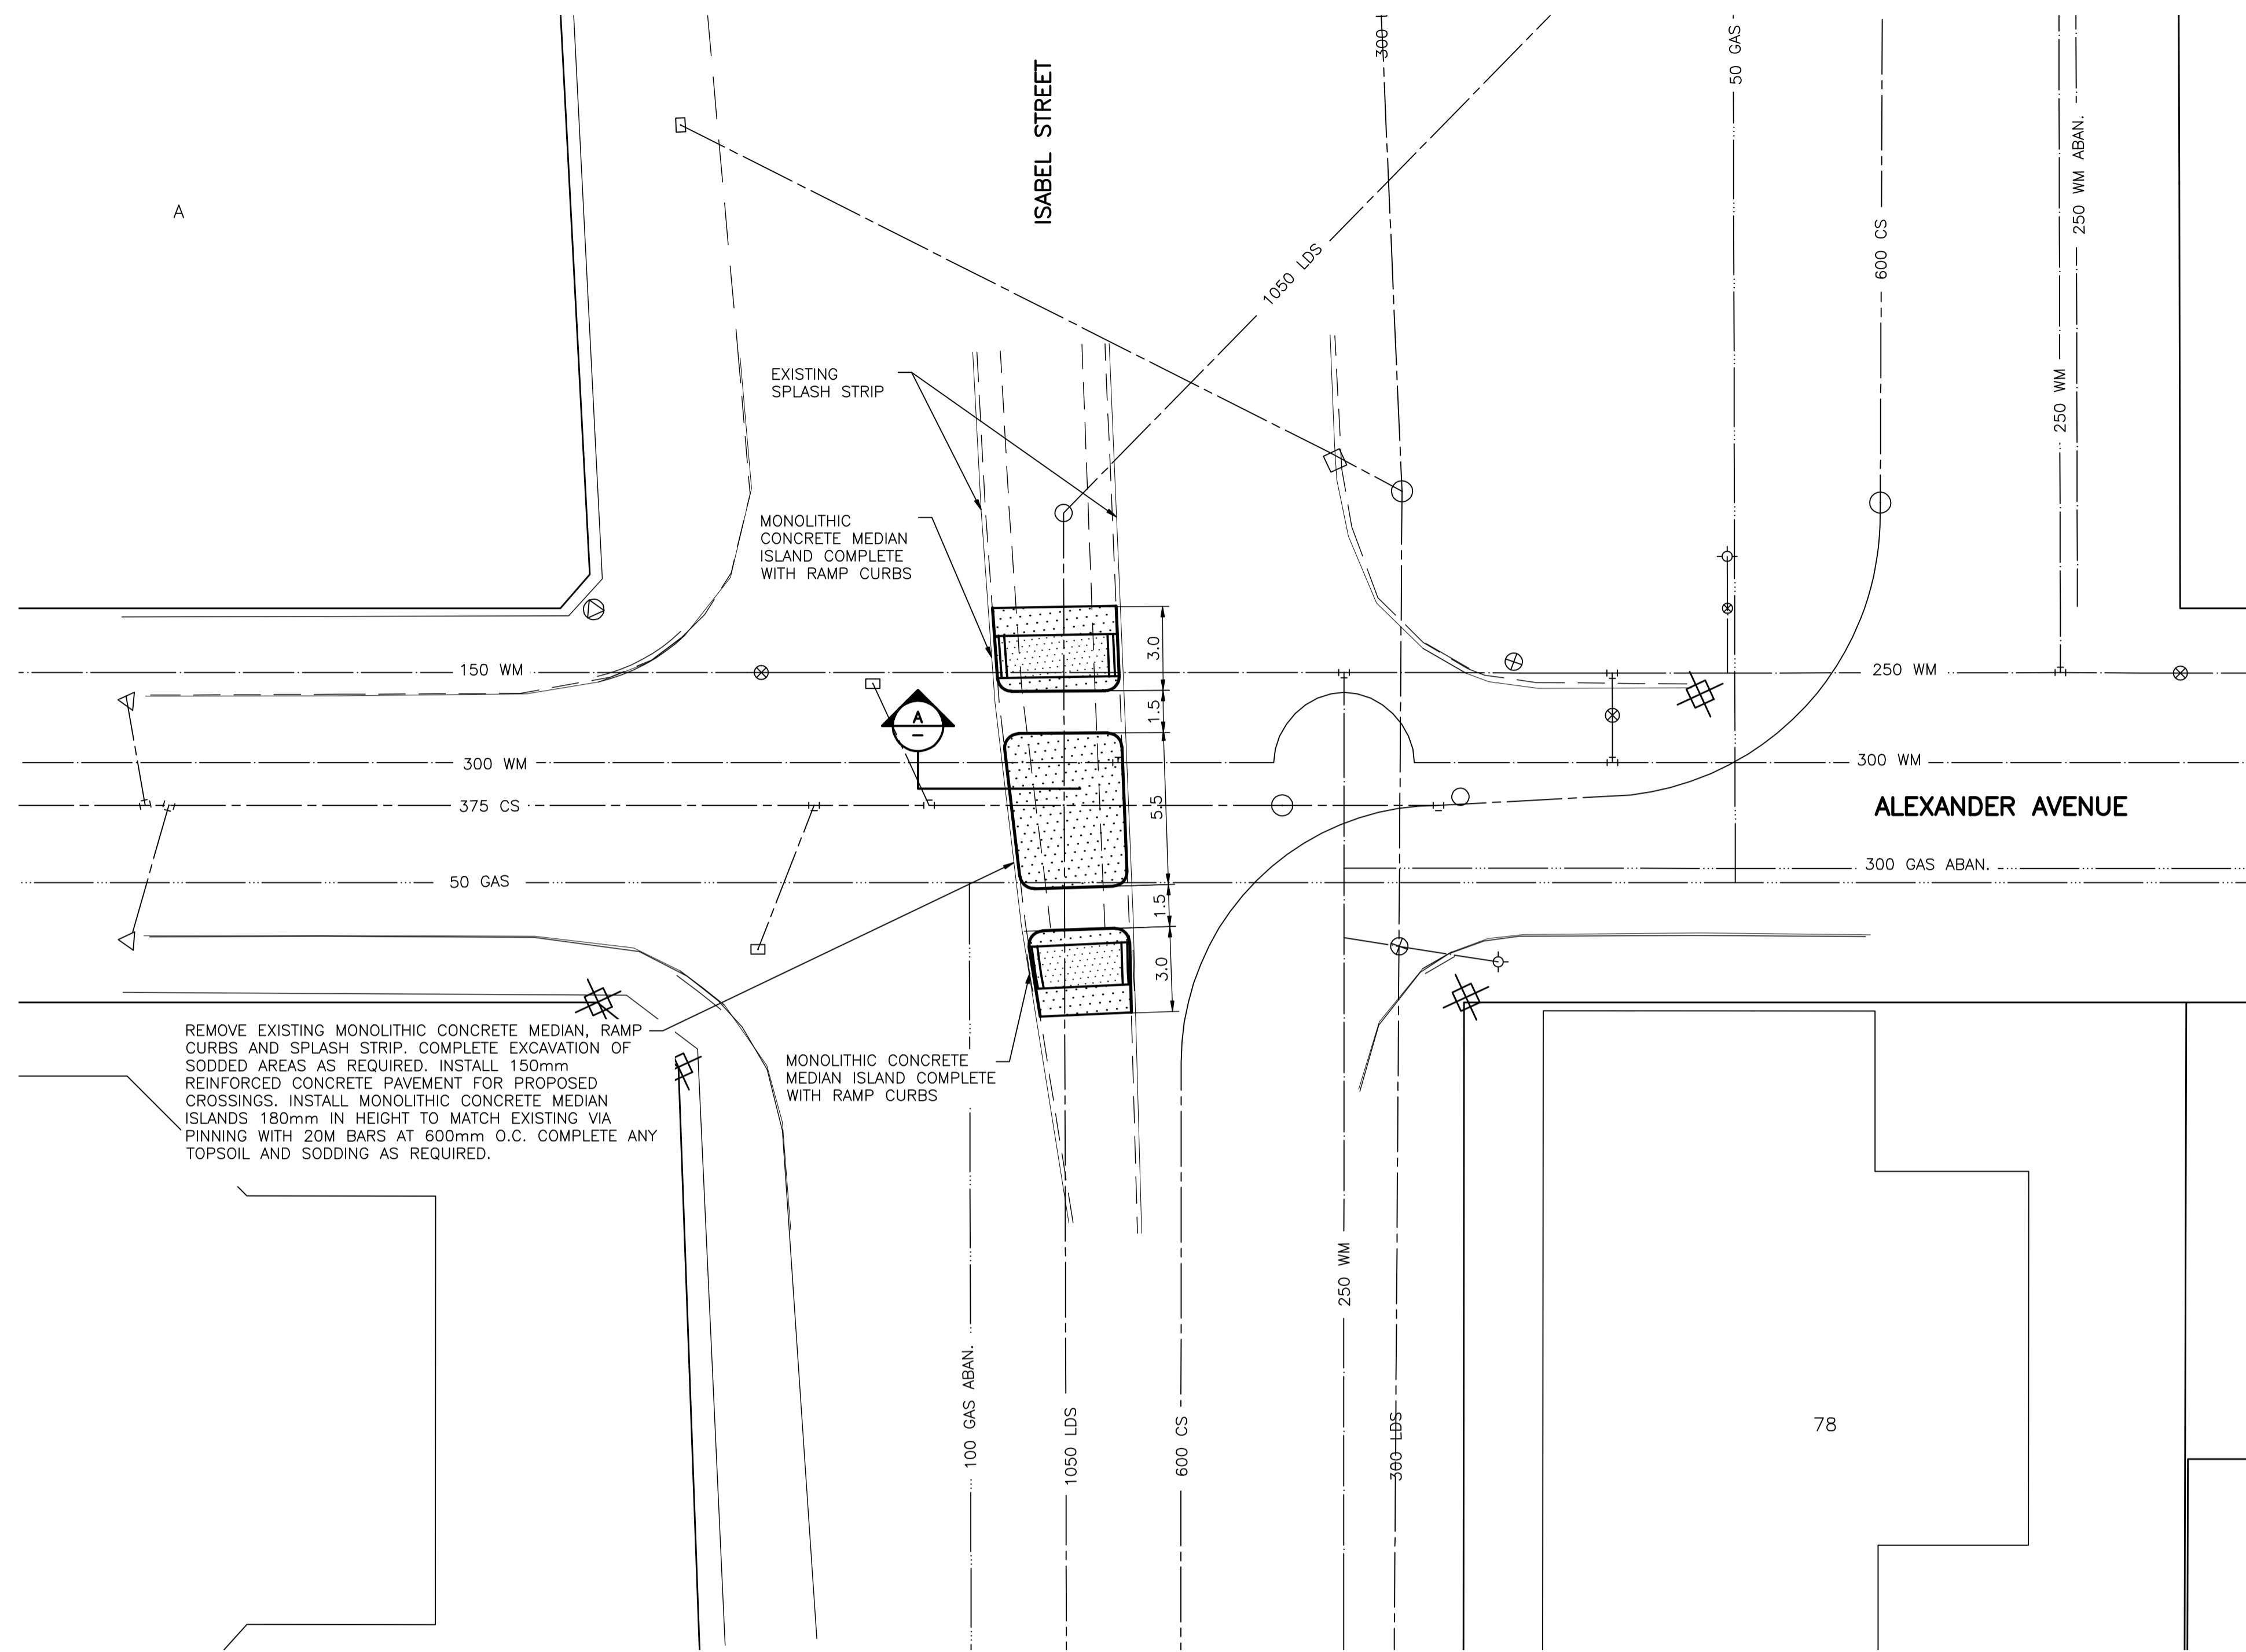 ISABEL STREET
300
50 GAS
250 WM ABAN.
A
600 CS
1050 LDS
250 WM
EXISTING
SPLASH STRIP
MONOLITHIC
CONCRETE MEDIAN
ISLAND COMPLETE
WITH RAMP CURBS
3.0
150 WM
250 WM
1.5
A
300 WM
300 WM
375 CS
5.5
ALEXANDER AVENUE
300 GAS ABAN.
50 GAS
1.5
3.0
REMOVE EXISTING MONOLITHIC CONCRETE MEDIAN, RAMP
CURBS AND SPLASH STRIP. COMPLETE EXCAVATION OF
SODDED AREAS AS REQUIRED. INSTALL 150mm
REINFORCED CONCRETE PAVEMENT FOR PROPOSED
CROSSINGS. INSTALL MONOLITHIC CONCRETE MEDIAN
ISLANDS 180mm IN HEIGHT TO MATCH EXISTING VIA
PINNING WITH 20M BARS AT 600mm O.C. COMPLETE ANY
TOPSOIL AND SODDING AS REQUIRED.
MONOLITHIC CONCRETE
MEDIAN ISLAND COMPLETE
WITH RAMP CURBS
250 WM
100 GAS ABAN.
1050 LDS
600 CS
300 LDS
78